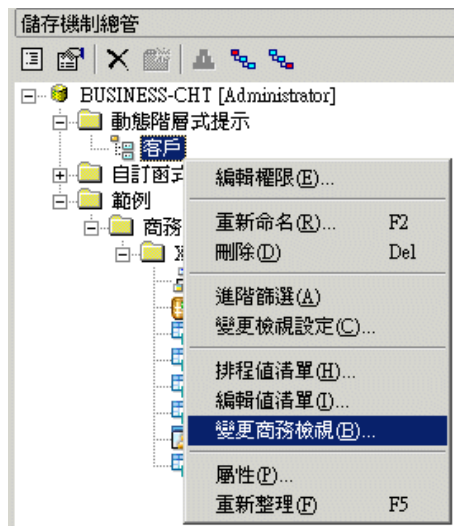 儲存機制總管
BUSINESS-CHT [Administrator]
動態階層式提示
客戶
自訂函式
範例
商務
編輯權限(E)...
重新命名(R)... F2
刪除(D) Del
進階篩選(A)
變更檢視設定(C)...
排程值清單(H)...
編輯值清單(I)...
變更商務檢視(B)...
屬性(P)...
重新整理(F) F5